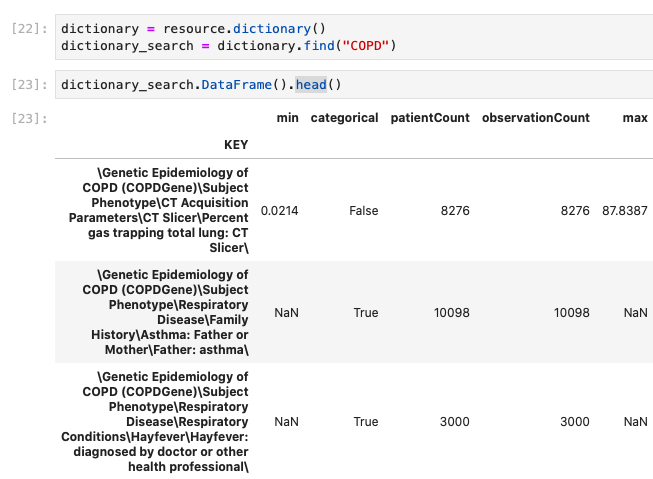 [22]: dictionary = resource.dictionary()
dictionary_search = dictionary.find("COPD")
[23]: dictionary_search.DataFrame().head()
[23]: min categorical patientCount observationCount max
KEY
\Genetic Epidemiology of
COPD (COPDGene)\Subject
Phenotype\CT Acquisition
Parameters\CT Slicer\Percent
gas trapping total lung: CT
Slicer\
0.0214 False 8276 8276 87.8387
\Genetic Epidemiology of
COPD (COPDGene)\Subject
Phenotype\Respiratory
Disease\Family
History\Asthma: Father or
Mother\Father: asthma\
NaN True 10098 10098 NaN
\Genetic Epidemiology of
COPD (COPDGene)\Subject
Phenotype\Respiratory
Disease\Respiratory
Conditions\Hayfever\Hayfever:
diagnosed by doctor or other
health professional\
NaN True 3000 3000 NaN